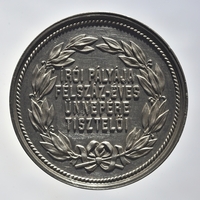 IRÓI PÁLYÁJA
FÉLSZÁZ-ÉVES
ÜNNEPÉRE
TISZTELŐI